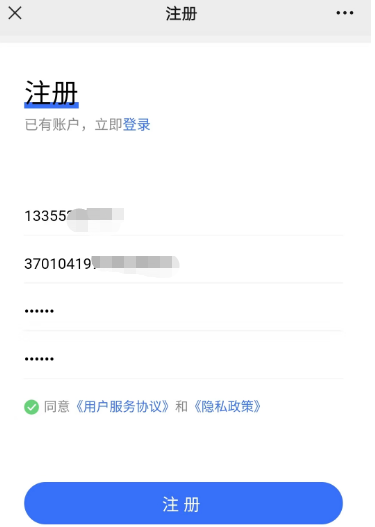 注册
注册
已有账户，立即登录
13355
37010419
••••••
••••••
同意《用户服务协议》和《隐私政策》
注 册